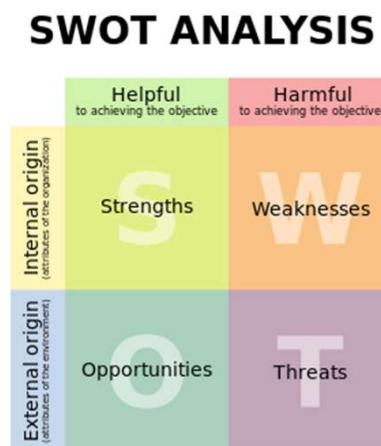 SWOT ANALYSIS
Helpful
to achieving the objective
Harmful
to achieving the objective
Internal origin
(attributes of the organization)
S
Strengths
W
Weaknesses
External origin
(attributes of the environment)
O
Opportunities
T
Threats